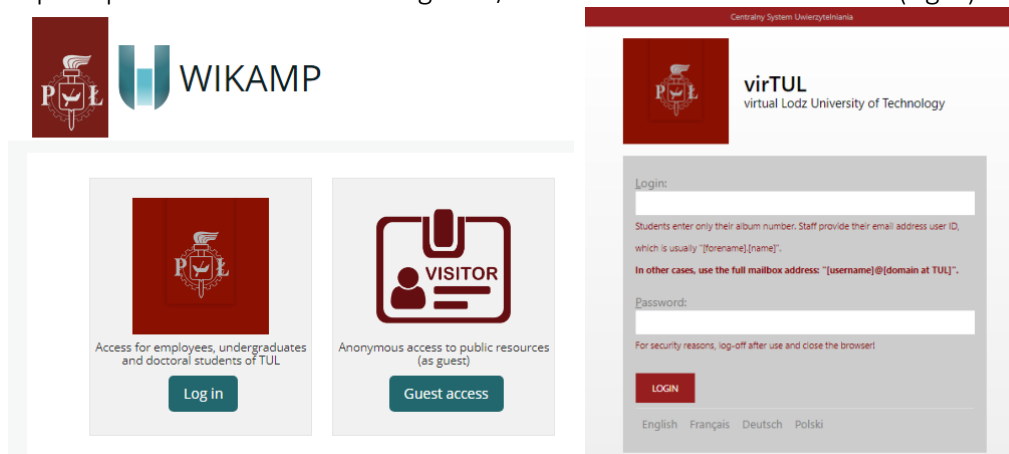 P Ł
WIKAMP
P Ł
Access for employees, undergraduates
and doctoral students of TUL
Log in
VISITOR
Anonymous access to public resources
(as guest)
Guest access
Centralny System Uwierzytelniania
P Ł
virTUL
virtual Lodz University of Technology
Login:
Students enter only their album number. Staff provide their email address user ID,
which is usually "[forename].[name]".
In other cases, use the full mailbox address: "[username]@[domain at TUL]".
Password:
For security reasons, log-off after use and close the browser!
LOGIN
English Français Deutsch Polski